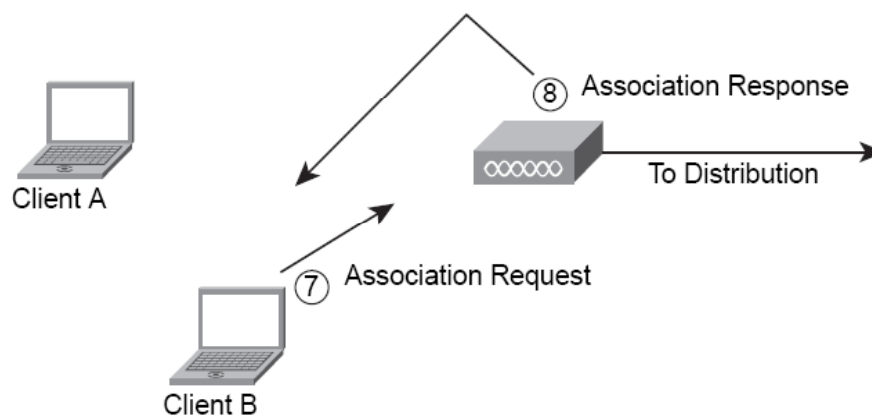 ⑧ Association Response
To Distribution
Client A
⑦ Association Request
Client B